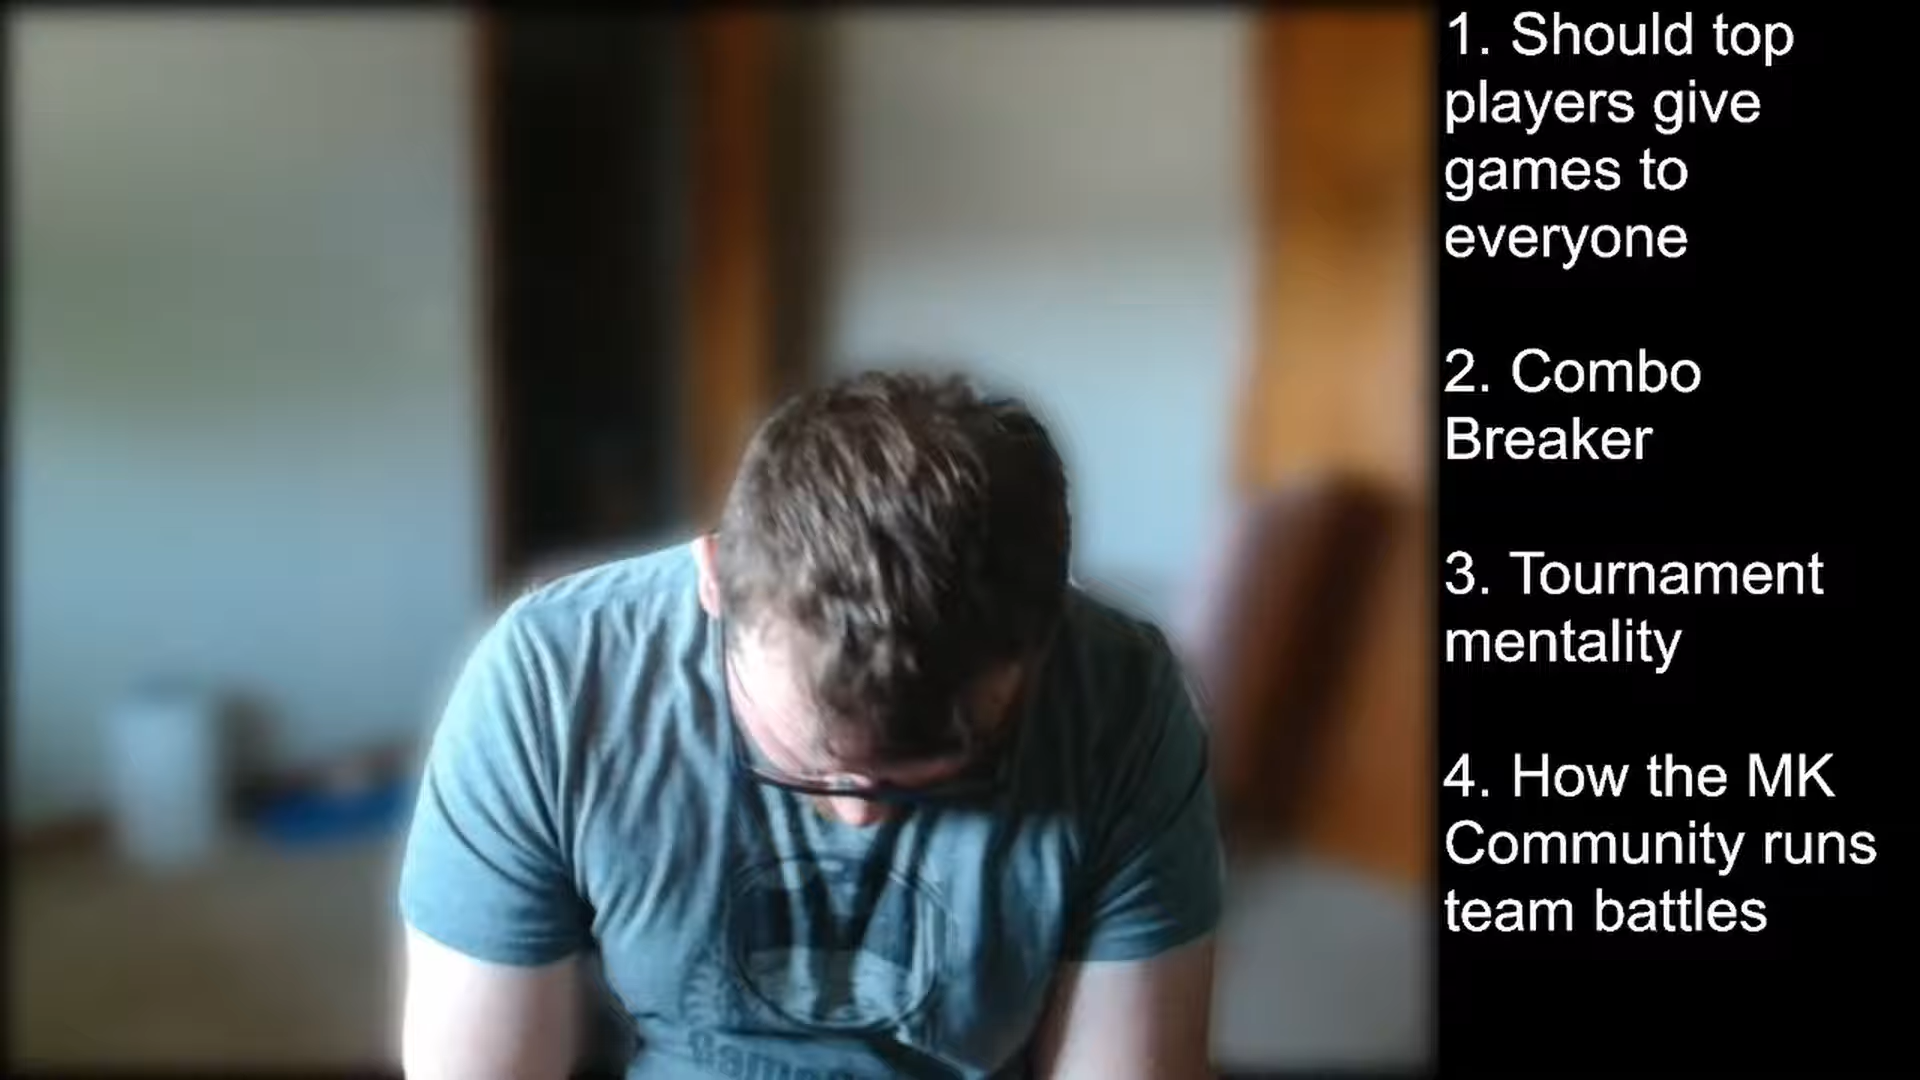 1. Should top
players give
games to
everyone
2. Combo
Breaker
3. Tournament
mentality
4. How the MK
Community runs
team battles